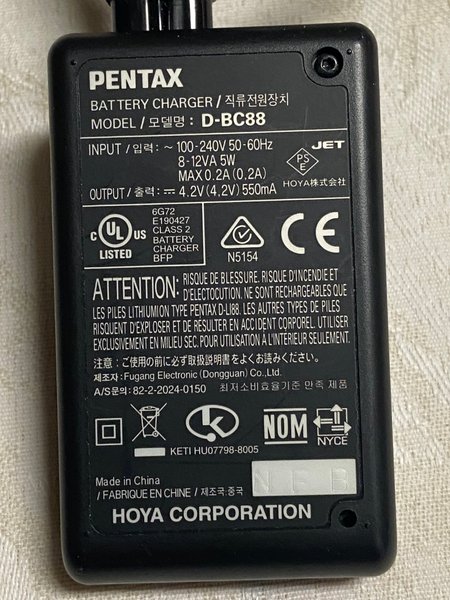 PENTAX
BATTERY CHARGER / 직류전원장치
MODEL / 모델명 : D-BC88
INPUT / 입력: ~ 100-240V 50-60Hz
8-12VA 5W
MAX 0.2A (0,2A)
OUTPUT / 출력: ⎓ 4.2V (4,2V) 550mA
PS
E
JET
HOYA株式会社
C UL US
LISTED
6G72
E190427
CLASS 2
BATTERY
CHARGER
BFP
N5154
CE
ATTENTION: RISQUE DE BLESSURE. RISQUE D'INCENDIE ET
D'ELECTOCUTION. NE SONT RECHARGEABLES QUE
LES PILES LITHIUMION TYPE PENTAX D-LI88. LES AUTRES TYPES DE PILES
RISQUENT D'EXPLOSER ET DE RÉSULTER EN ACCIDENT CORPOREL. UTILISER
EXCLUSIVEMENT EN MILIEU SEC. POUR UTILISATION À L'INTERIEUR SEULEMENT.
注意 : ご使用の前に必ず取扱説明書をよくお読みください。
제조자 : Fugang Electronic (Dongguan) Co., Ltd.
A/S문의 : 82-2-2024-0150 최저소비효율기준 만족 제품
K
KETI HU07798-8005
NOM
NYCE
Made in China
/ FABRIQUE EN CHINE / 제조국:중국
N F B
HOYA CORPORATION